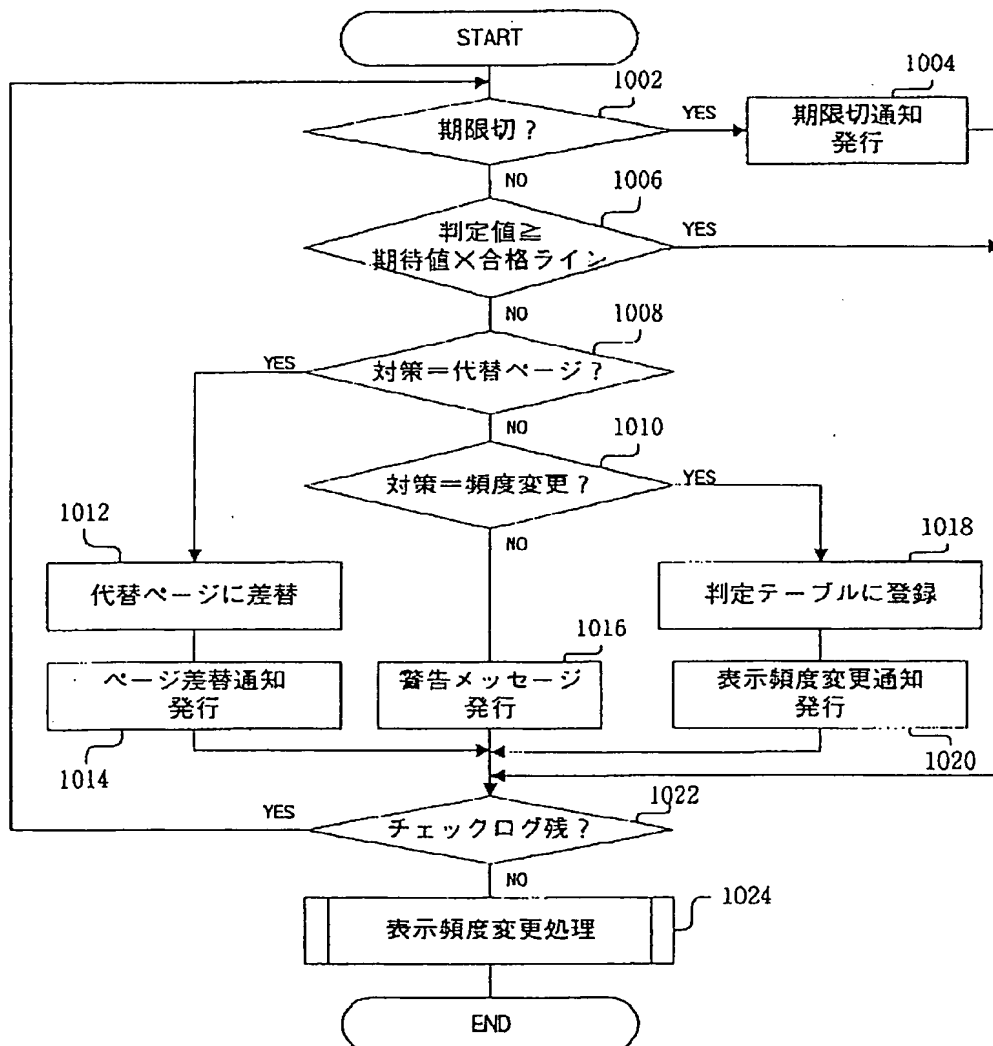 START
1002
期限切?
YES
1004
期限切通知
発行
NO
1006
判定値≧
期待値×合格ライン
YES
NO
1008
対策=代替ページ?
YES
NO
1010
対策=頻度変更?
YES
NO
1012
代替ページに差替
1018
判定テーブルに登録
ページ差替通知
発行
1014
1016
警告メッセージ
発行
表示頻度変更通知
発行
1020
1022
チェックログ残?
YES
NO
1024
表示頻度変更処理
END